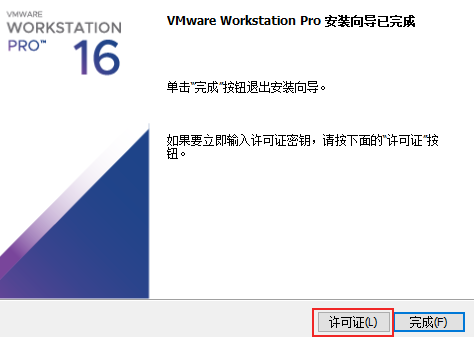 VMWARE
WORKSTATION
PRO™ 16
VMware Workstation Pro 安装向导已完成
单击"完成"按钮退出安装向导。
如果要立即输入许可证密钥，请按下面的"许可证"按
钮。
许可证(L)
完成(F)